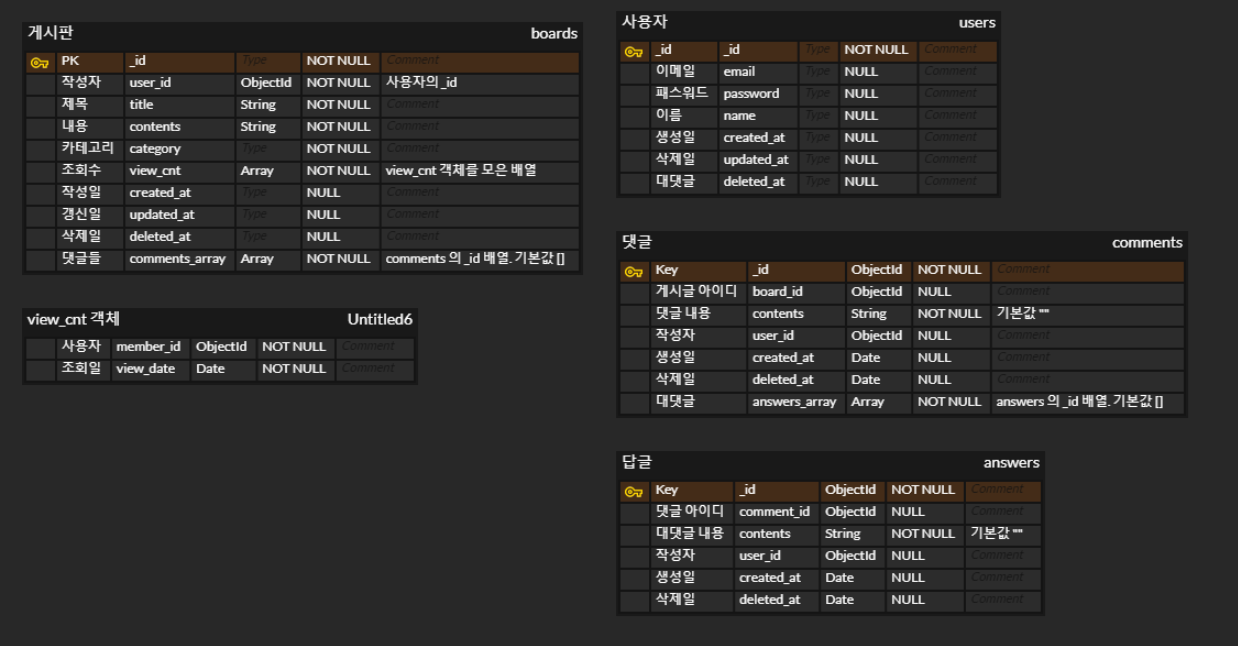 게시판 boards
PK _id Type NOT NULL Comment
작성자 user_id ObjectId NOT NULL 사용자의 _id
제목 title String NOT NULL Comment
내용 contents String NOT NULL Comment
카테고리 category Type NOT NULL Comment
조회수 view_cnt Array NOT NULL view_cnt 객체를 모은 배열
작성일 created_at Type NULL Comment
갱신일 updated_at Type NULL Comment
삭제일 deleted_at Type NULL Comment
댓글들 comments_array Array NOT NULL comments 의 _id 배열. 기본값 []
view_cnt 객체 Untitled6
사용자 member_id ObjectId NOT NULL Comment
조회일 view_date Date NOT NULL Comment
사용자 users
_id _id Type NOT NULL Comment
이메일 email Type NULL Comment
패스워드 password Type NULL Comment
이름 name Type NULL Comment
생성일 created_at Type NULL Comment
삭제일 updated_at Type NULL Comment
대댓글 deleted_at Type NULL Comment
댓글 comments
Key _id ObjectId NOT NULL Comment
게시글 아이디 board_id ObjectId NULL Comment
댓글 내용 contents String NOT NULL 기본값 ""
작성자 user_id ObjectId NULL Comment
생성일 created_at Date NULL Comment
삭제일 deleted_at Date NULL Comment
대댓글 answers_array Array NOT NULL answers 의 _id 배열. 기본값 []
답글 answers
Key _id ObjectId NOT NULL Comment
댓글 아이디 comment_id ObjectId NULL Comment
대댓글 내용 contents String NOT NULL 기본값 ""
작성자 user_id ObjectId NULL Comment
생성일 created_at Date NULL Comment
삭제일 deleted_at Date NULL Comment